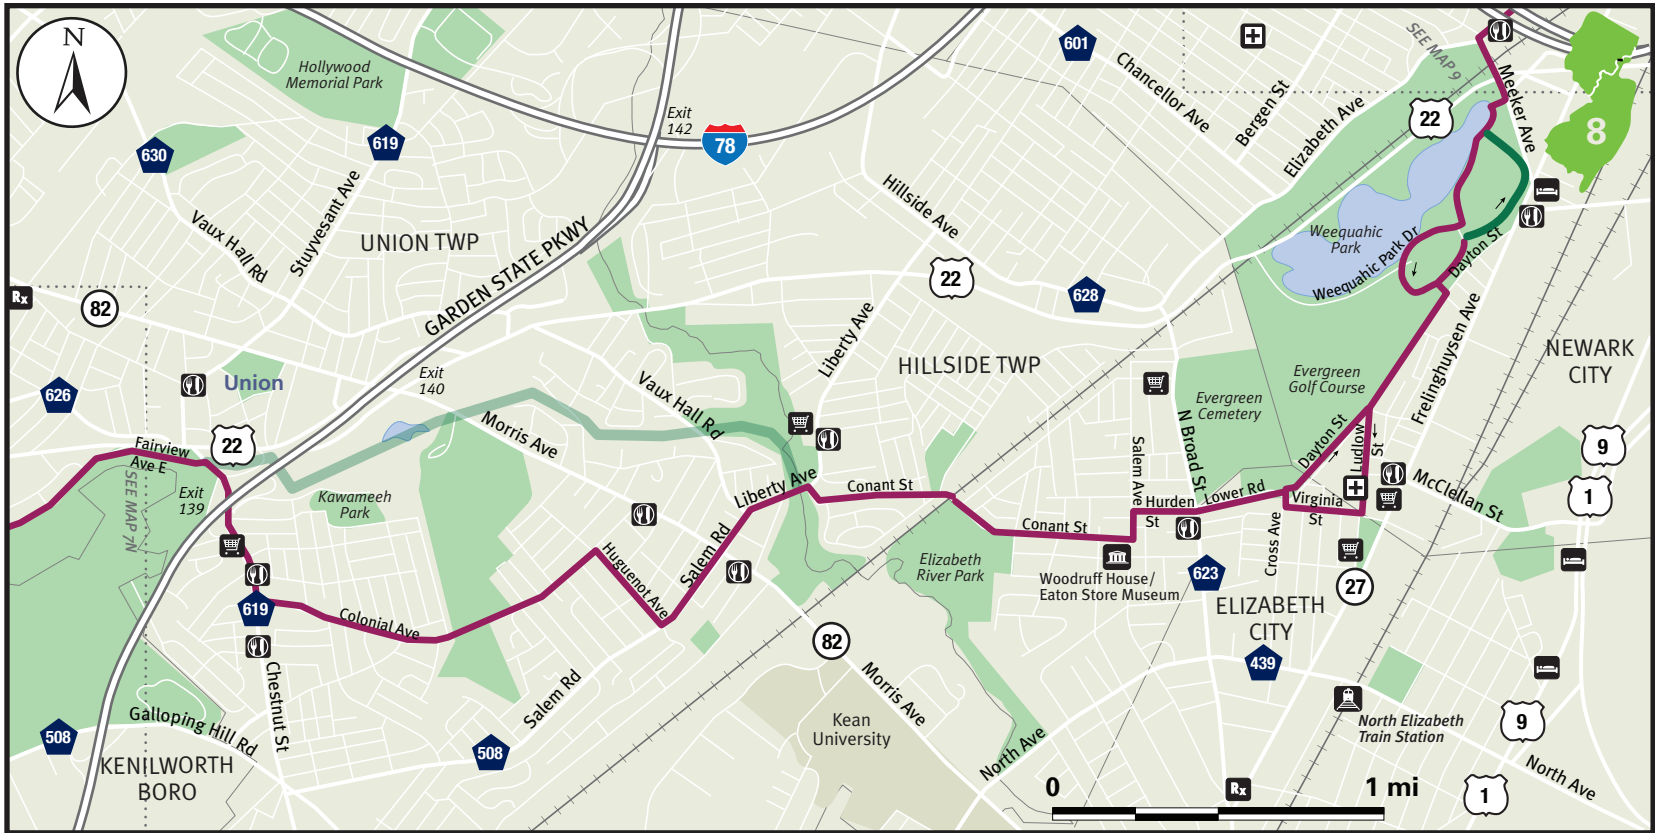 N
Hollywood
Memorial Park
630
619
Vaux Hall Rd
Stuyvesant Ave
UNION TWP
Exit
142
78
GARDEN STATE PKWY
601
Chancellor Ave
Bergen St
Elizabeth Ave
SEE MAP 9
22
Meeker Ave
8
Hillside Ave
22
628
Weequahic
Park
Weequahic Park Dr
Dayton St
Rx
82
626
Union
22
Exit
140
Fairview
Ave E
SEE MAP 7N
Exit
139
Kawameeh
Park
Morris Ave
Vaux Hall Rd
Liberty Ave
HILLSIDE TWP
Evergreen
Golf Course
Evergreen
Cemetery
Frelinghuysen Ave
NEWARK
CITY
9
1
Liberty Ave
Conant St
Salem Ave
N Broad St
Hurden
St
Lower Rd
Dayton St
Ludlow
St
Virginia
St
McClellan St
Cross Ave
Conant St
Huguenot Ave
Salem Rd
619
Colonial Ave
Elizabeth
River Park
Woodruff House/
Eaton Store Museum
623
ELIZABETH
CITY
27
439
82
Chestnut St
Galloping Hill Rd
508
KENILWORTH
BORO
Salem Rd
508
Morris Ave
Kean
University
North Ave
North Elizabeth
Train Station
9
North Ave
1
Rx
0
1 mi